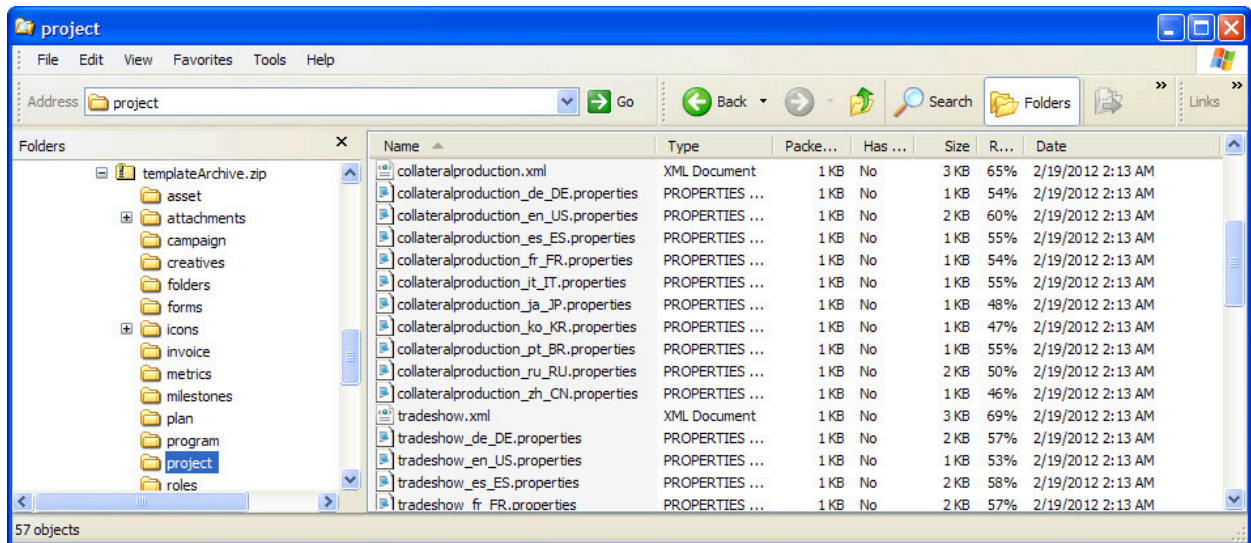 project
File Edit View Favorites Tools Help
Address project Go Back Search Folders » Links »
Folders x
templateArchive.zip
asset
attachments
campaign
creatives
folders
forms
icons
invoice
metrics
milestones
plan
program
project
roles
Name Type Packe... Has ... Size R... Date
collateralproduction.xml XML Document 1 KB No 3 KB 65% 2/19/2012 2:13 AM
collateralproduction_de_DE.properties PROPERTIES ... 1 KB No 1 KB 54% 2/19/2012 2:13 AM
collateralproduction_en_US.properties PROPERTIES ... 1 KB No 2 KB 60% 2/19/2012 2:13 AM
collateralproduction_es_ES.properties PROPERTIES ... 1 KB No 1 KB 55% 2/19/2012 2:13 AM
collateralproduction_fr_FR.properties PROPERTIES ... 1 KB No 1 KB 54% 2/19/2012 2:13 AM
collateralproduction_it_IT.properties PROPERTIES ... 1 KB No 1 KB 55% 2/19/2012 2:13 AM
collateralproduction_ja_JP.properties PROPERTIES ... 1 KB No 1 KB 48% 2/19/2012 2:13 AM
collateralproduction_ko_KR.properties PROPERTIES ... 1 KB No 1 KB 47% 2/19/2012 2:13 AM
collateralproduction_pt_BR.properties PROPERTIES ... 1 KB No 1 KB 55% 2/19/2012 2:13 AM
collateralproduction_ru_RU.properties PROPERTIES ... 1 KB No 2 KB 50% 2/19/2012 2:13 AM
collateralproduction_zh_CN.properties PROPERTIES ... 1 KB No 1 KB 46% 2/19/2012 2:13 AM
tradeshow.xml XML Document 1 KB No 3 KB 69% 2/19/2012 2:13 AM
tradeshow_de_DE.properties PROPERTIES ... 1 KB No 2 KB 57% 2/19/2012 2:13 AM
tradeshow_en_US.properties PROPERTIES ... 1 KB No 1 KB 53% 2/19/2012 2:13 AM
tradeshow_es_ES.properties PROPERTIES ... 1 KB No 2 KB 58% 2/19/2012 2:13 AM
tradeshow_fr_FR.properties PROPERTIES ... 1 KB No 2 KB 57% 2/19/2012 2:13 AM
57 objects